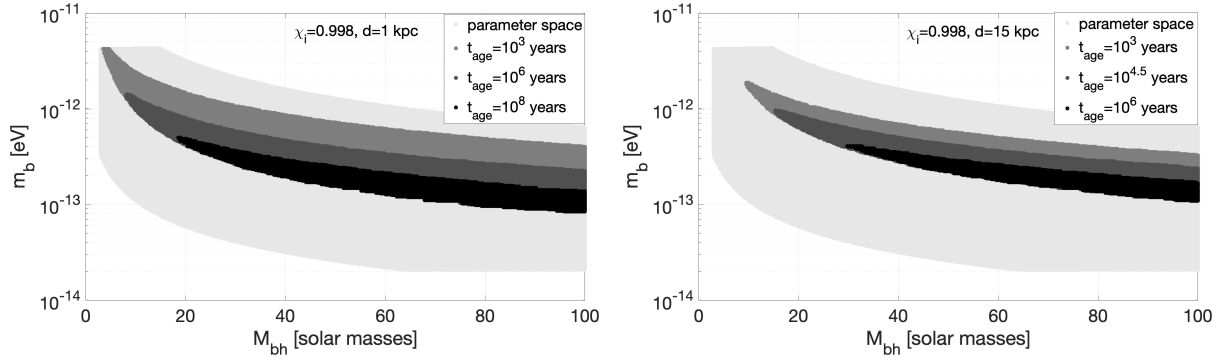 10^-11
10^-12
10^-13
10^-14
m_b [eV]
χ_i=0.998, d=1 kpc
parameter space
t_age=10^3 years
t_age=10^6 years
t_age=10^8 years
0 20 40 60 80 100
M_bh [solar masses]
10^-11
10^-12
10^-13
10^-14
m_b [eV]
χ_i=0.998, d=15 kpc
parameter space
t_age=10^3 years
t_age=10^4.5 years
t_age=10^6 years
0 20 40 60 80 100
M_bh [solar masses]